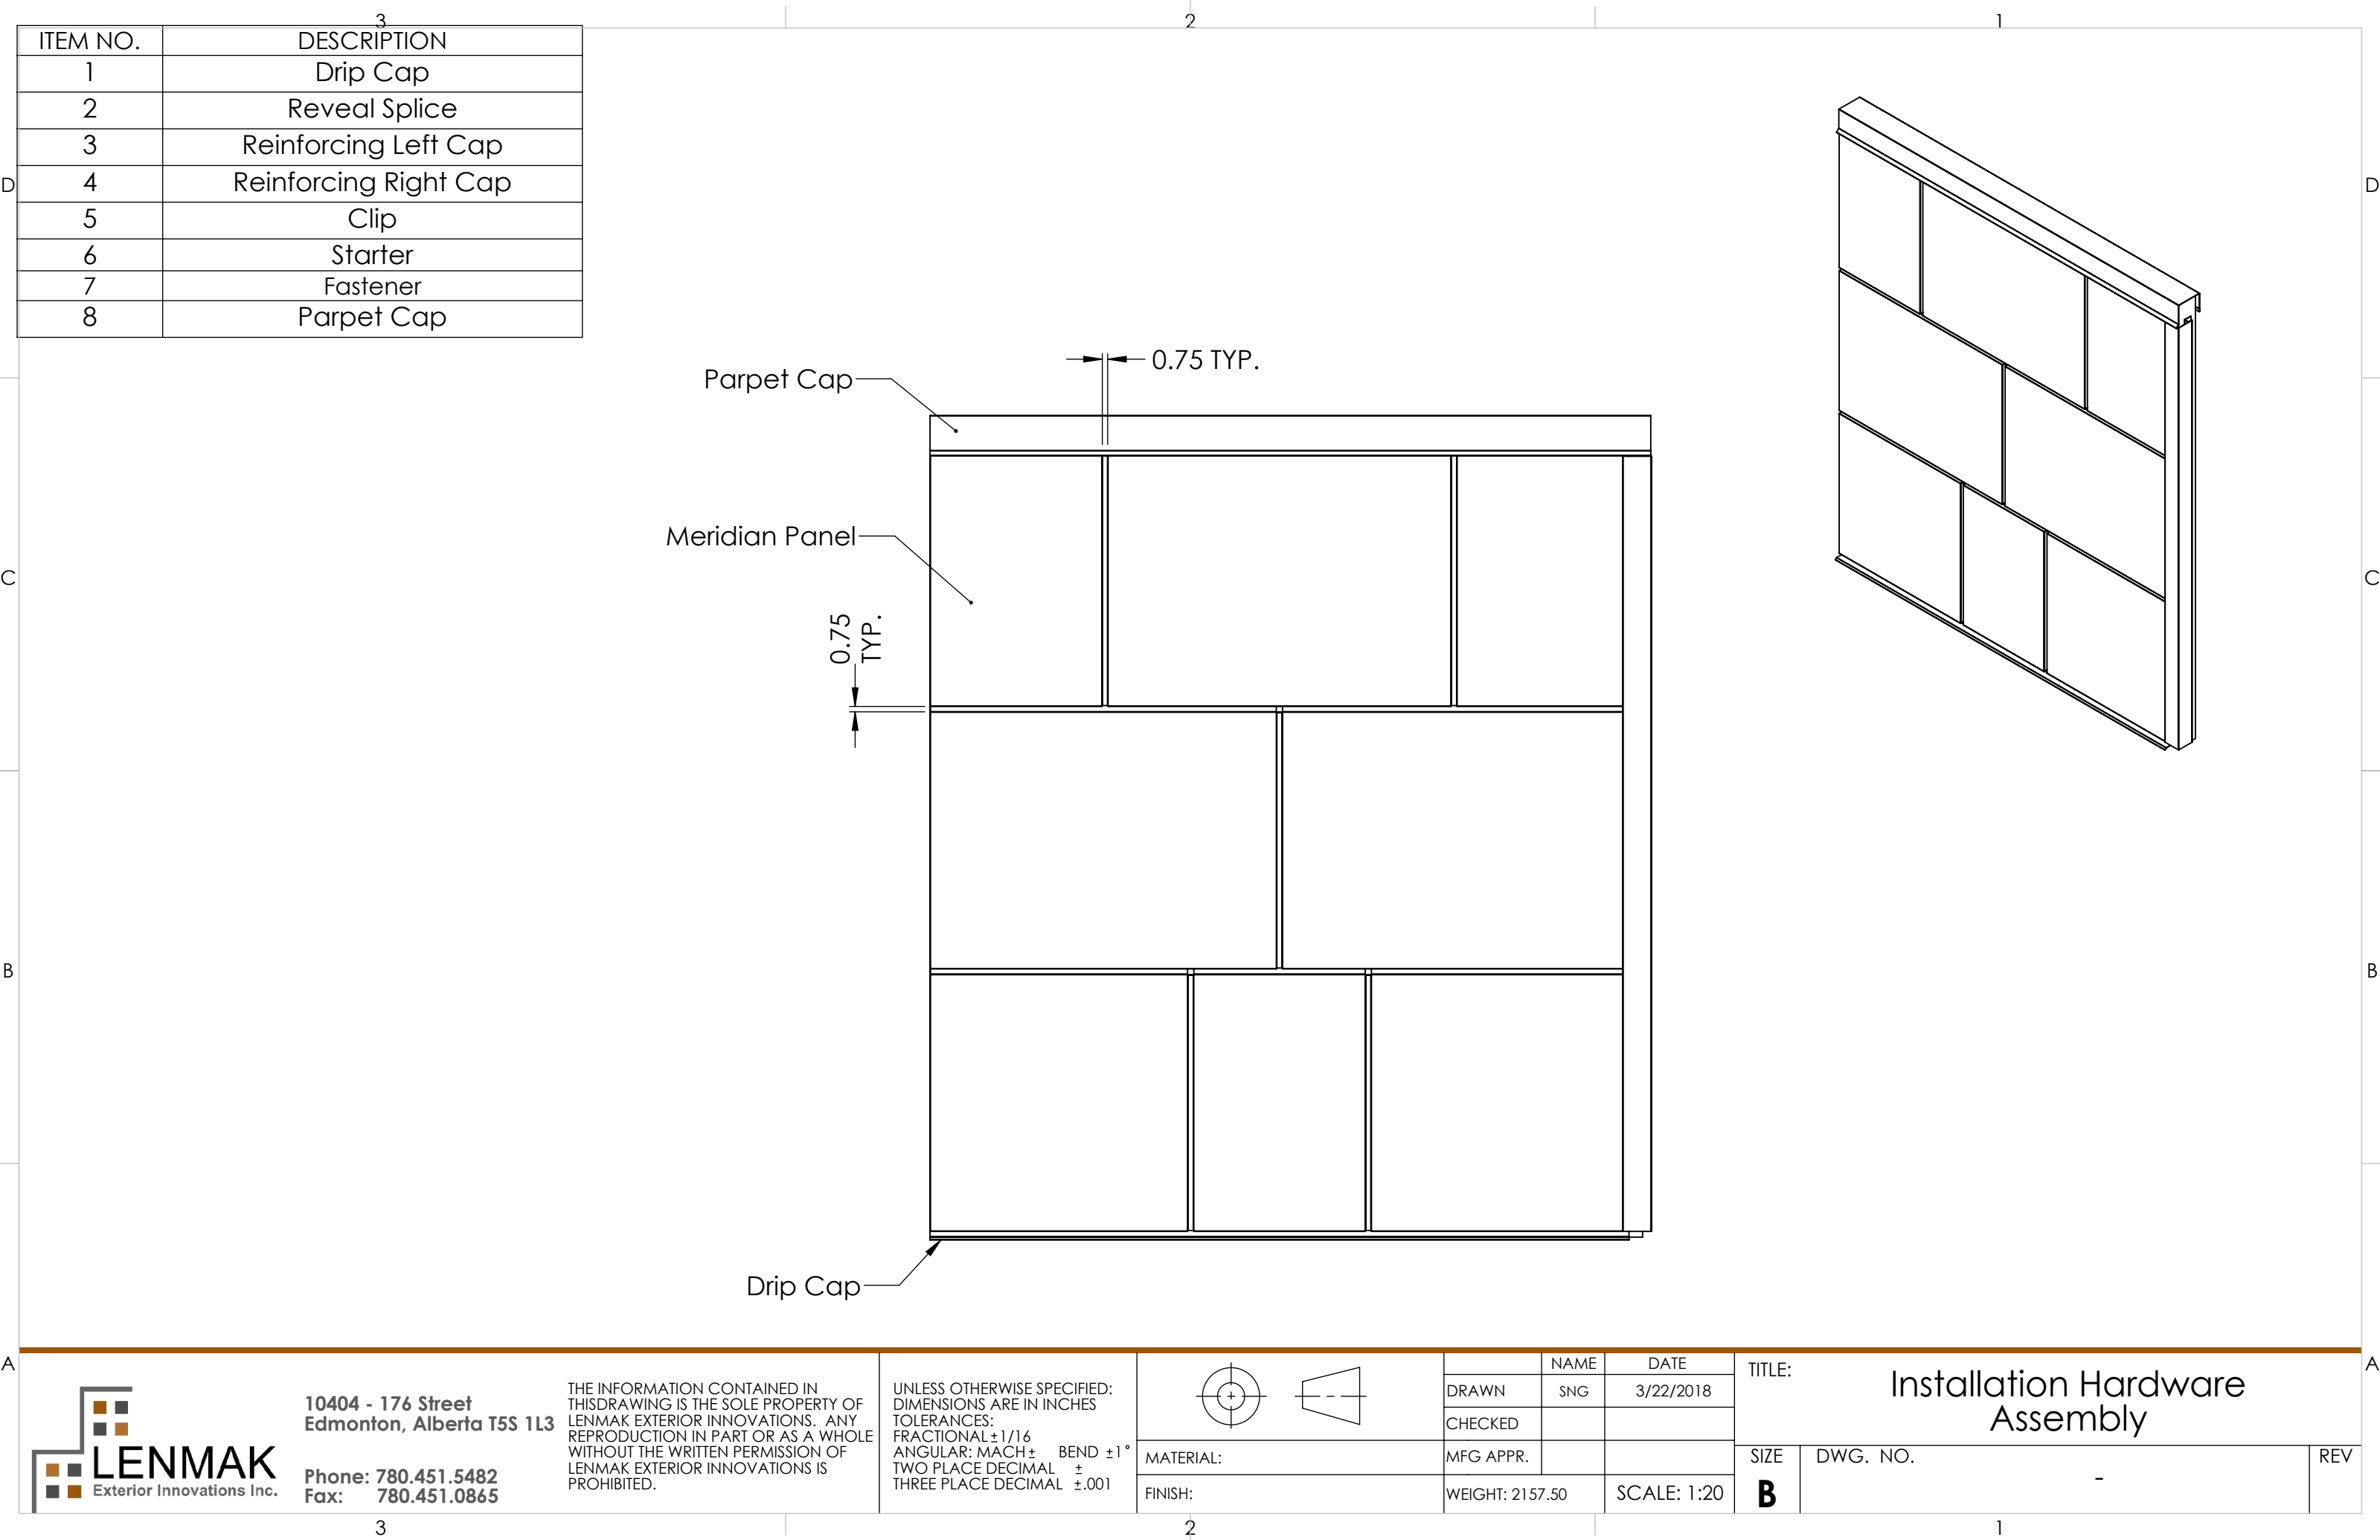 3
2
1
ITEM NO. DESCRIPTION
1 Drip Cap
2 Reveal Splice
3 Reinforcing Left Cap
4 Reinforcing Right Cap
5 Clip
6 Starter
7 Fastener
8 Parpet Cap
D
D
0.75 TYP.
Parpet Cap
Meridian Panel
C
C
0.75
TYP.
B
B
Drip Cap
A
A
LENMAK
Exterior Innovations Inc.
10404 - 176 Street
Edmonton, Alberta T5S 1L3
Phone: 780.451.5482
Fax: 780.451.0865
THE INFORMATION CONTAINED IN
THISDRAWING IS THE SOLE PROPERTY OF
LENMAK EXTERIOR INNOVATIONS. ANY
REPRODUCTION IN PART OR AS A WHOLE
WITHOUT THE WRITTEN PERMISSION OF
LENMAK EXTERIOR INNOVATIONS IS
PROHIBITED.
UNLESS OTHERWISE SPECIFIED:
DIMENSIONS ARE IN INCHES
TOLERANCES:
FRACTIONAL ±1/16
ANGULAR: MACH ± BEND ±1°
TWO PLACE DECIMAL ±
THREE PLACE DECIMAL ±.001
MATERIAL:
FINISH:
NAME DATE
DRAWN SNG 3/22/2018
CHECKED
MFG APPR.
WEIGHT: 2157.50 SCALE: 1:20
TITLE:
Installation Hardware
Assembly
SIZE DWG. NO. REV
B -
3
2
1